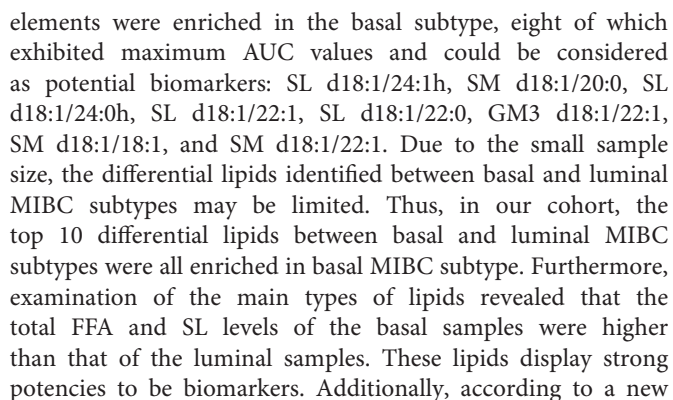 elements were enriched in the basal subtype, eight of which
exhibited maximum AUC values and could be considered
as potential biomarkers: SL d18:1/24:1h, SM d18:1/20:0, SL
d18:1/24:0h, SL d18:1/22:1, SL d18:1/22:0, GM3 d18:1/22:1,
SM d18:1/18:1, and SM d18:1/22:1. Due to the small sample
size, the differential lipids identified between basal and luminal
MIBC subtypes may be limited. Thus, in our cohort, the
top 10 differential lipids between basal and luminal MIBC
subtypes were all enriched in basal MIBC subtype. Furthermore,
examination of the main types of lipids revealed that the
total FFA and SL levels of the basal samples were higher
than that of the luminal samples. These lipids display strong
potencies to be biomarkers. Additionally, according to a new